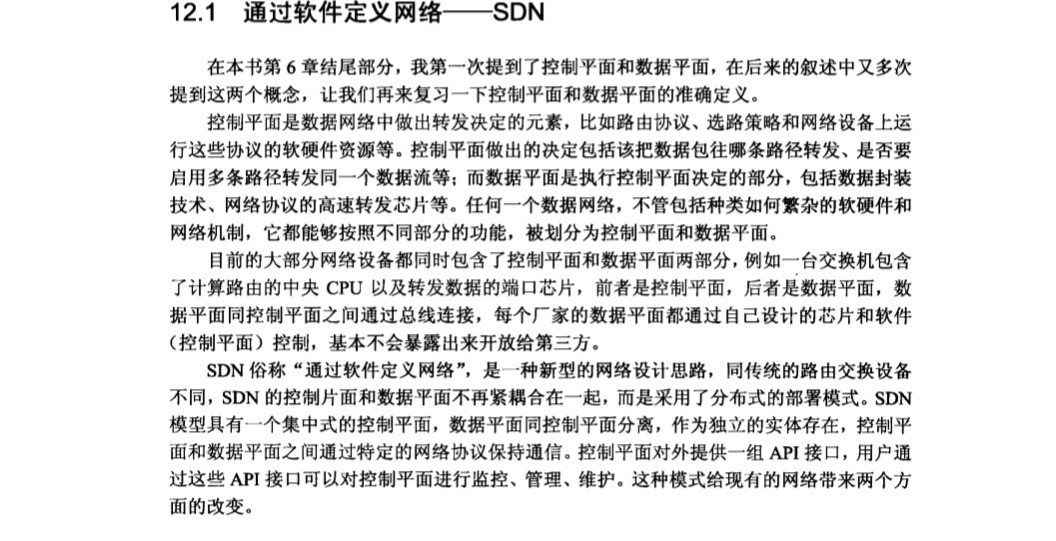 12.1 通过软件定义网络——SDN
在本书第 6 章结尾部分，我第一次提到了控制平面和数据平面，在后来的叙述中又多次
提到这两个概念，让我们再来复习一下控制平面和数据平面的准确定义。
控制平面是数据网络中做出转发决定的元素，比如路由协议、选路策略和网络设备上运
行这些协议的软硬件资源等。控制平面做出的决定包括该把数据包往哪条路径转发、是否要
启用多条路径转发同一个数据流等；而数据平面是执行控制平面决定的部分，包括数据封装
技术、网络协议的高速转发芯片等。任何一个数据网络，不管包括种类如何繁杂的软硬件和
网络机制，它都能够按照不同部分的功能，被划分为控制平面和数据平面。
目前的大部分网络设备都同时包含了控制平面和数据平面两部分，例如一台交换机包含
了计算路由的中央 CPU 以及转发数据的端口芯片，前者是控制平面，后者是数据平面，数
据平面同控制平面之间通过总线连接，每个厂家的数据平面都通过自己设计的芯片和软件
（控制平面）控制，基本不会暴露出来开放给第三方。
SDN 俗称“通过软件定义网络”，是一种新型的网络设计思路，同传统的路由交换设备
不同，SDN 的控制片面和数据平面不再紧耦合在一起，而是采用了分布式的部署模式。SDN
模型具有一个集中式的控制平面，数据平面同控制平面分离，作为独立的实体存在，控制平
面和数据平面之间通过特定的网络协议保持通信。控制平面对外提供一组 API 接口，用户通
过这些 API 接口可以对控制平面进行监控、管理、维护。这种模式给现有的网络带来两个方
面的改变。